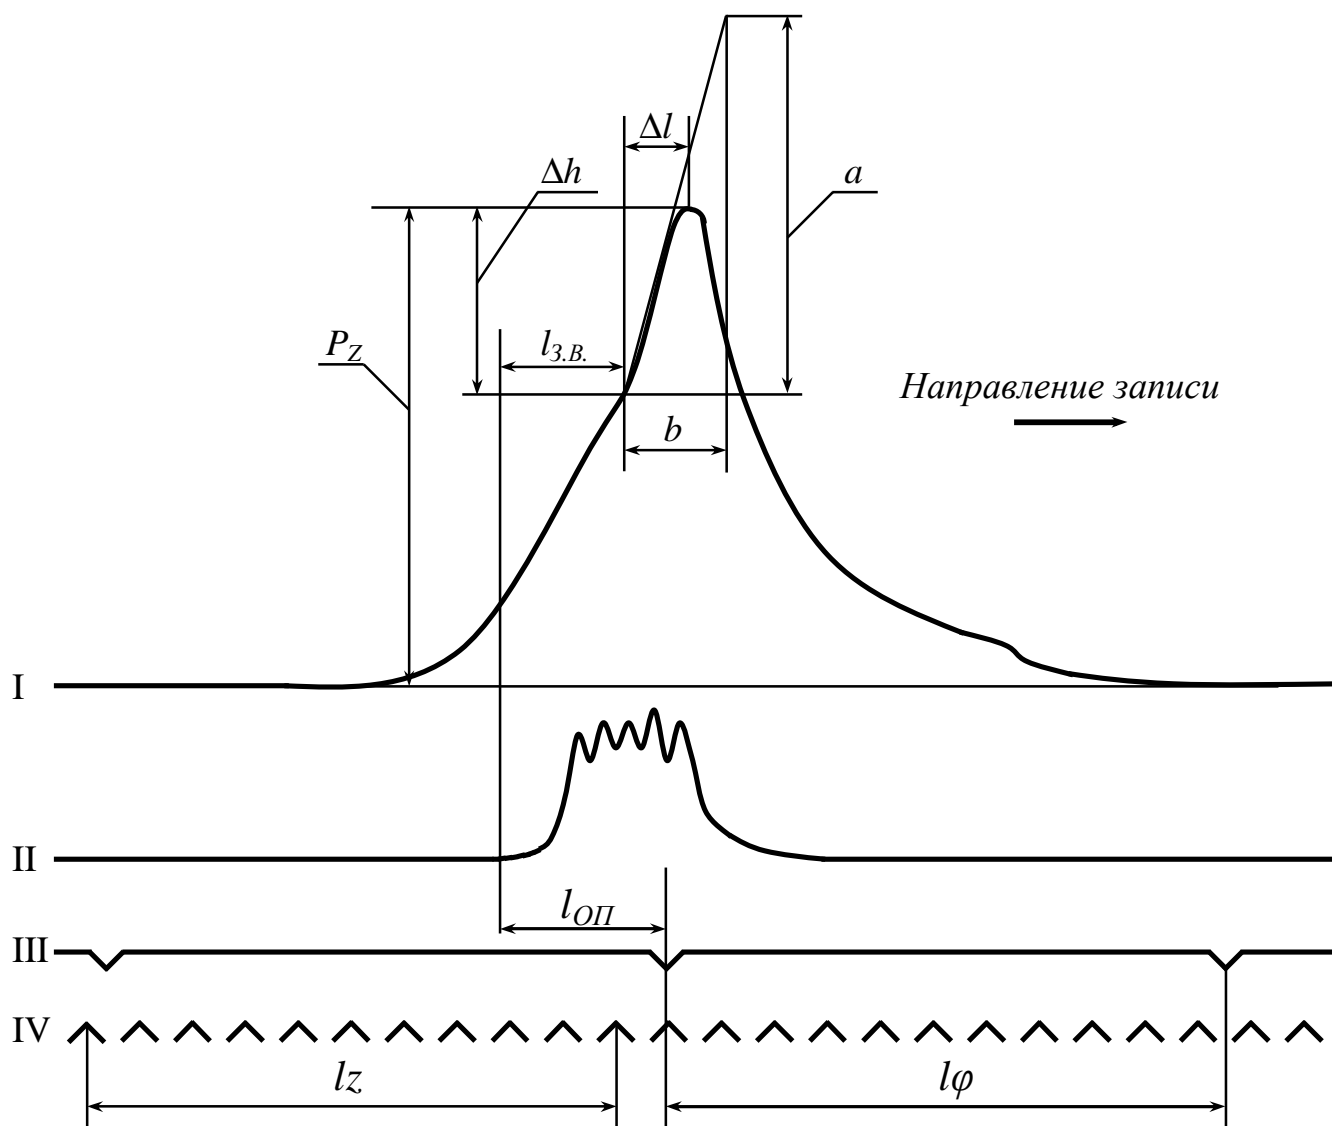 Δl
Δh
a
P_Z
l_З.В.
Направление записи
b
I
II
l_ОП
III
IV
lz
lφ